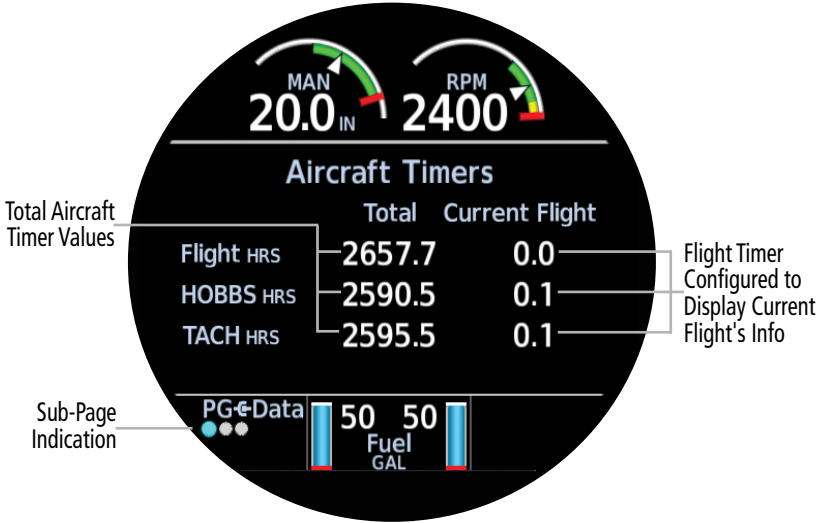 MAN
20.0 IN
RPM
2400
Aircraft Timers
Total Current Flight
Flight HRS 2657.7 0.0
HOBBS HRS 2590.5 0.1
TACH HRS 2595.5 0.1
PG Data
50 50
Fuel
GAL
Total Aircraft
Timer Values
Sub-Page
Indication
Flight Timer
Configured to
Display Current
Flight's Info